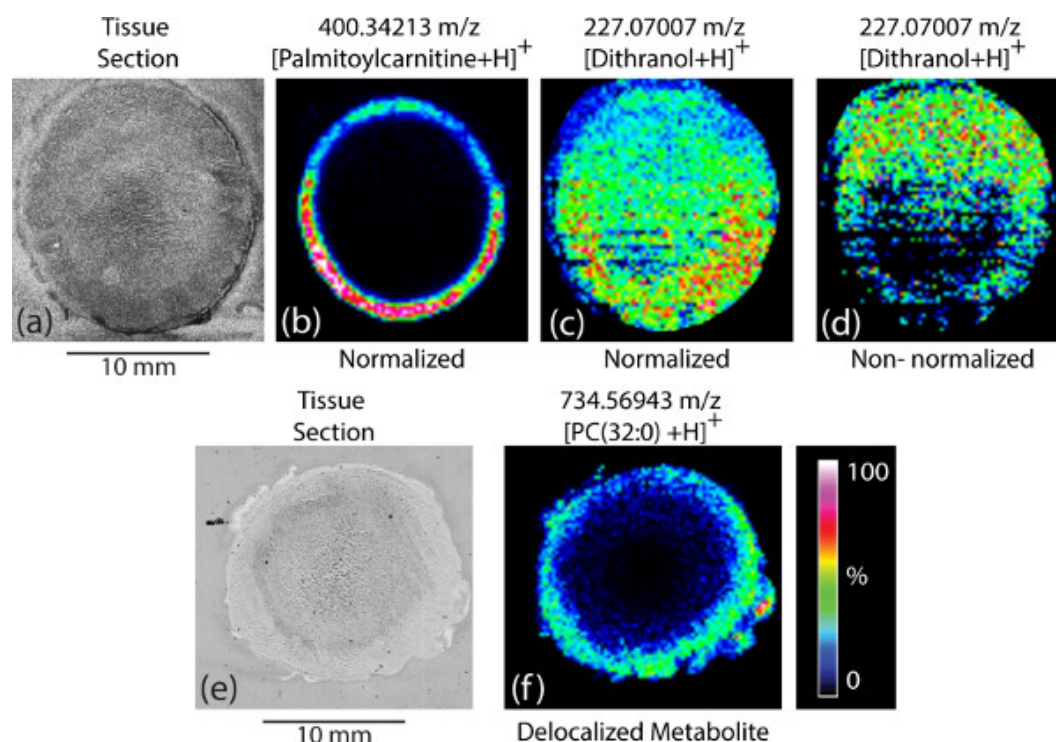 Tissue
Section
400.34213 m/z
[Palmitoylcarnitine+H]+
227.07007 m/z
[Dithranol+H]+
227.07007 m/z
[Dithranol+H]+
(a)
(b)
(c)
(d)
10 mm
Normalized
Normalized
Non- normalized
Tissue
Section
734.56943 m/z
[PC(32:0) +H]+
100
%
0
(e)
(f)
10 mm
Delocalized Metabolite